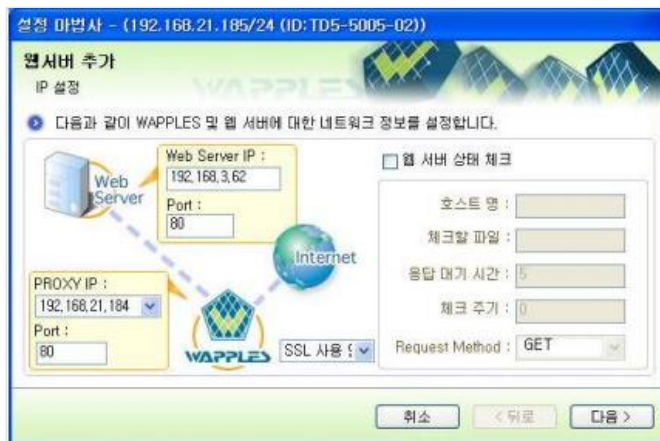 설정 마법사 - (192.168.21.185/24 (ID:TD5-5005-02))
웹서버 추가
IP 설정
WAPPLES
다음과 같이 WAPPLES 및 웹 서버에 대한 네트워크 정보를 설정합니다.
Web Server
Web Server IP :
192,168,3,62
Port :
80
Internet
PROXY IP :
192,168,21,184
Port :
80
WAPPLES
SSL 사용
웹 서버 상태 체크
호스트 명 :
체크할 파일 :
응답 대기 시간 : 5
체크 주기 : 0
Request Method : GET
취소
< 뒤로
다음 >